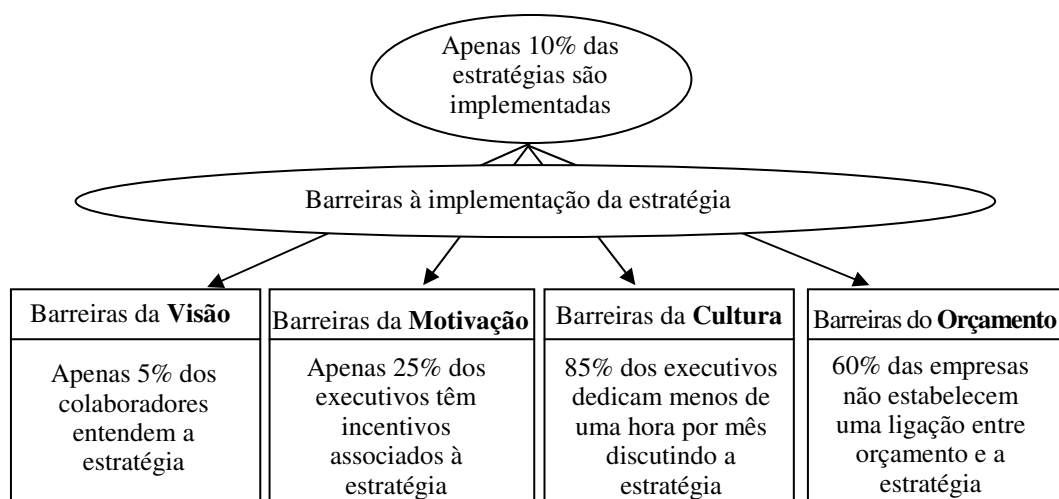 Apenas 10% das
estratégias são
implementadas
Barreiras à implementação da estratégia
Barreiras da Visão
Apenas 5% dos
colaboradores
entendem a
estratégia
Barreiras da Motivação
Apenas 25% dos
executivos têm
incentivos
associados à
estratégia
Barreiras da Cultura
85% dos executivos
dedicam menos de
uma hora por mês
discutindo a
estratégia
Barreiras do Orçamento
60% das empresas
não estabelecem
uma ligação entre
orçamento e a
estratégia